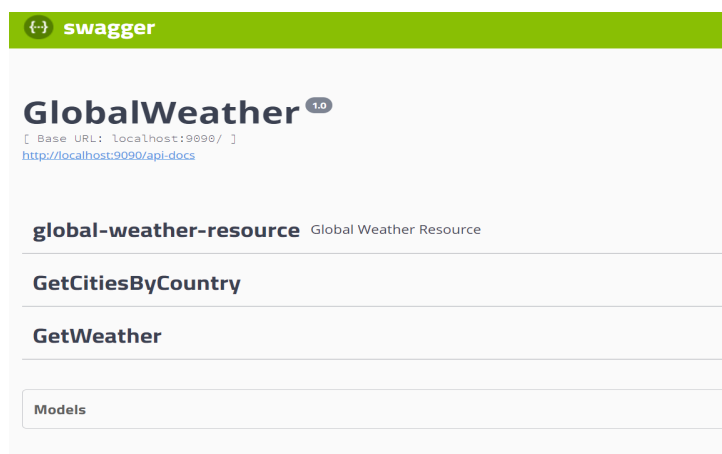 {··} swagger
GlobalWeather 1.0
[ Base URL: localhost:9090/ ]
http://localhost:9090/api-docs
global-weather-resource Global Weather Resource
GetCitiesByCountry
GetWeather
Models